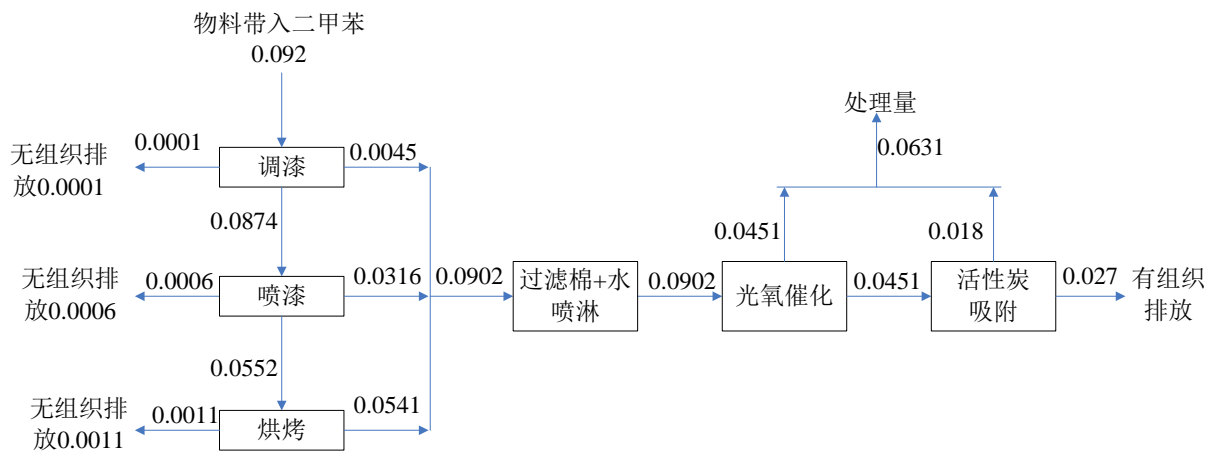 物料带入二甲苯
0.092
处理量
0.0631
无组织排
放0.0001
0.0001
调漆
0.0045
0.0874
0.0451
0.018
无组织排
放0.0006
0.0006
喷漆
0.0316
0.0902
过滤棉+水
喷淋
0.0902
光氧催化
0.0451
活性炭
吸附
0.027
有组织
排放
0.0552
无组织排
放0.0011
0.0011
烘烤
0.0541